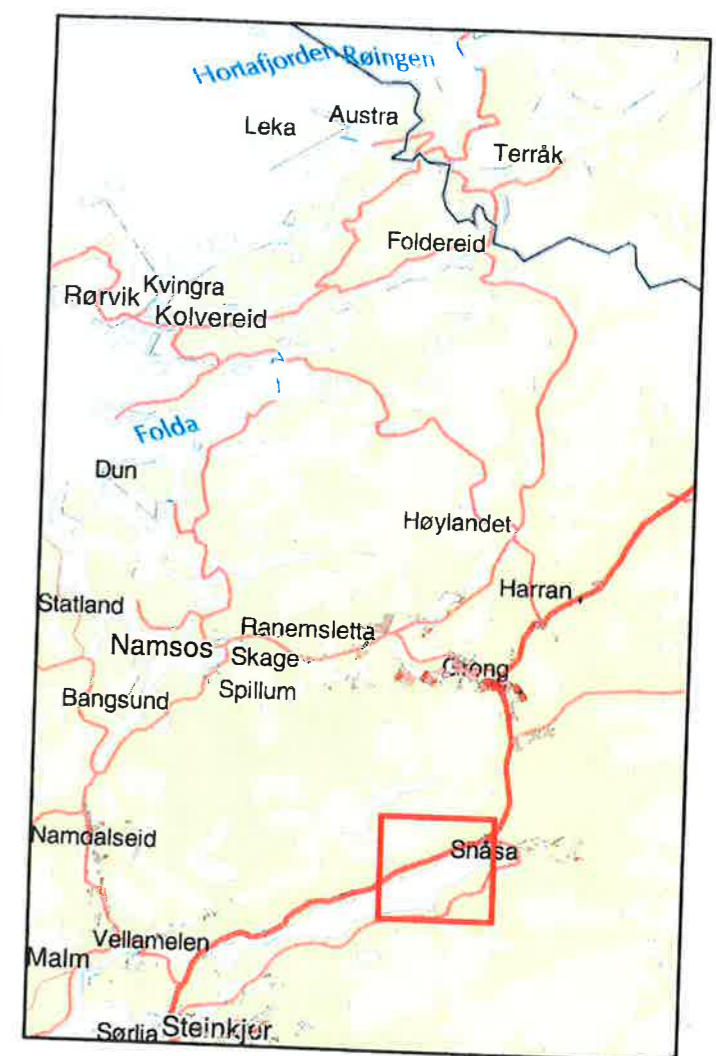 Hortafjorden Røingen
Leka
Austra
Terråk
Foldereid
Rørvik
Kvingra
Kolvereid
Folda
Dun
Høylandet
Harran
Statland
Ranemsletta
Namsos
Skage
Grong
Bangsund
Spillum
Namdalseid
Snåsa
Vellamelen
Malm
Sørlia
Steinkjer